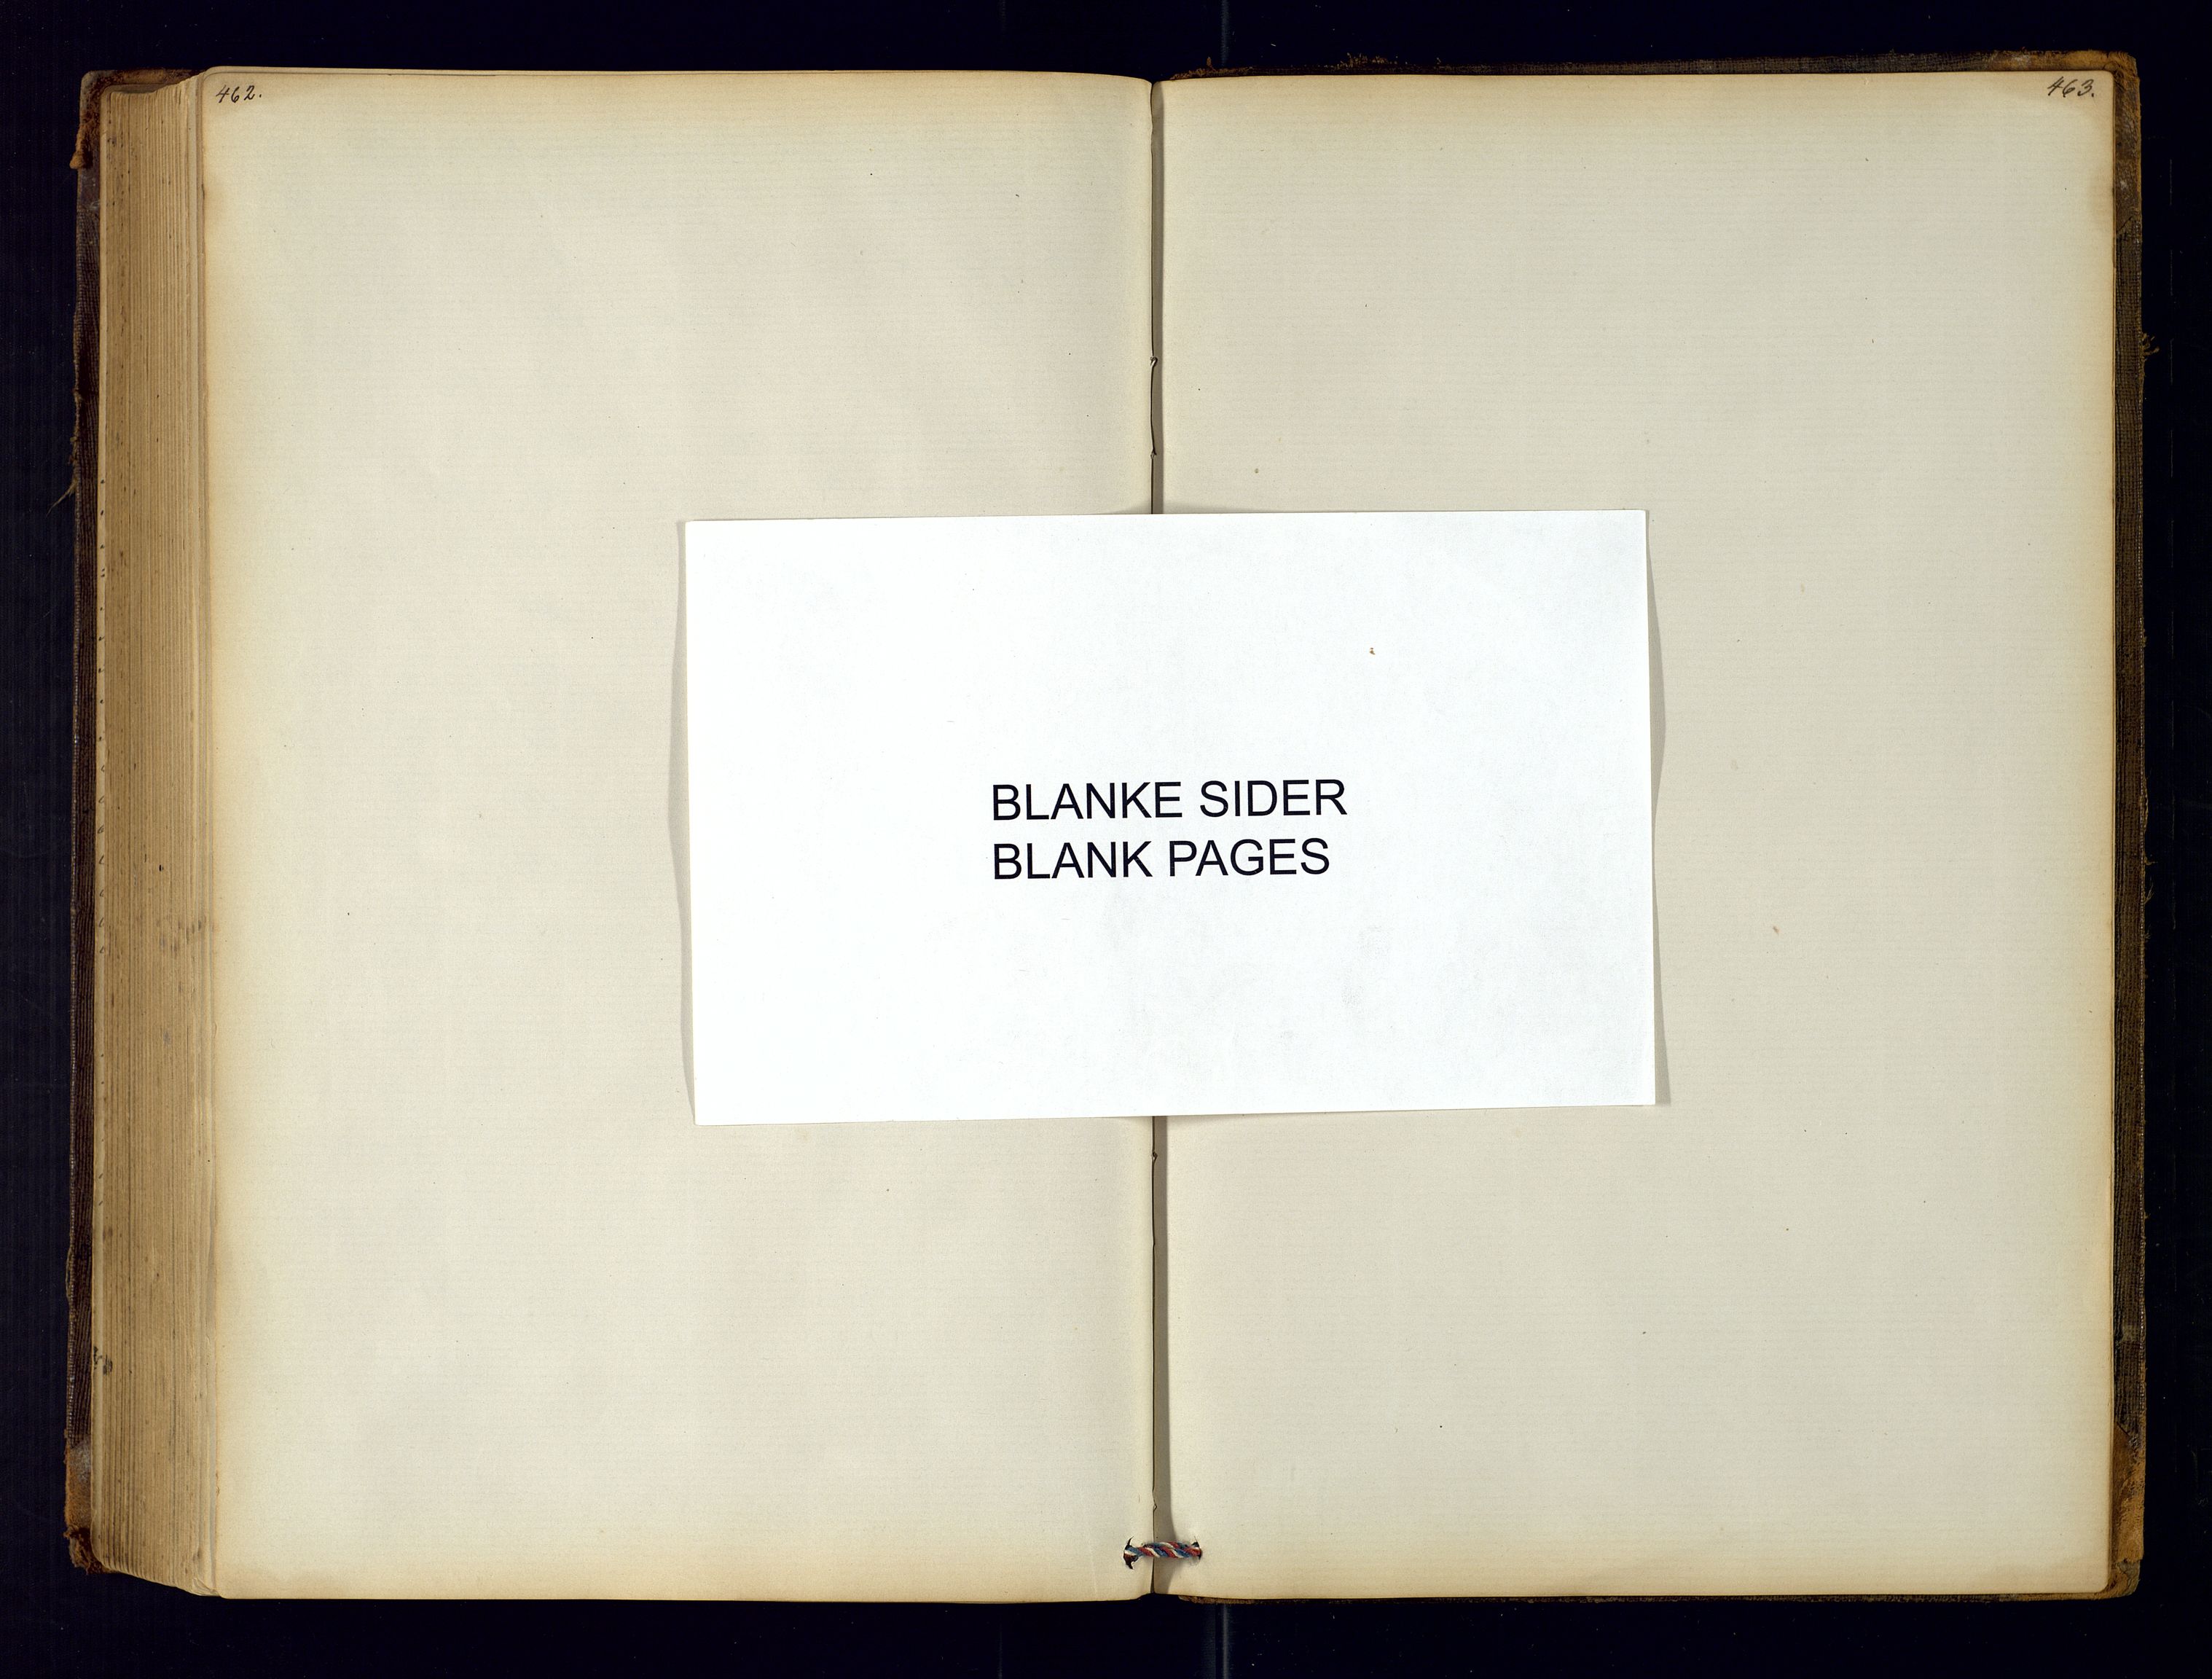 462.
463.
BLANKE SIDER
BLANK PAGES